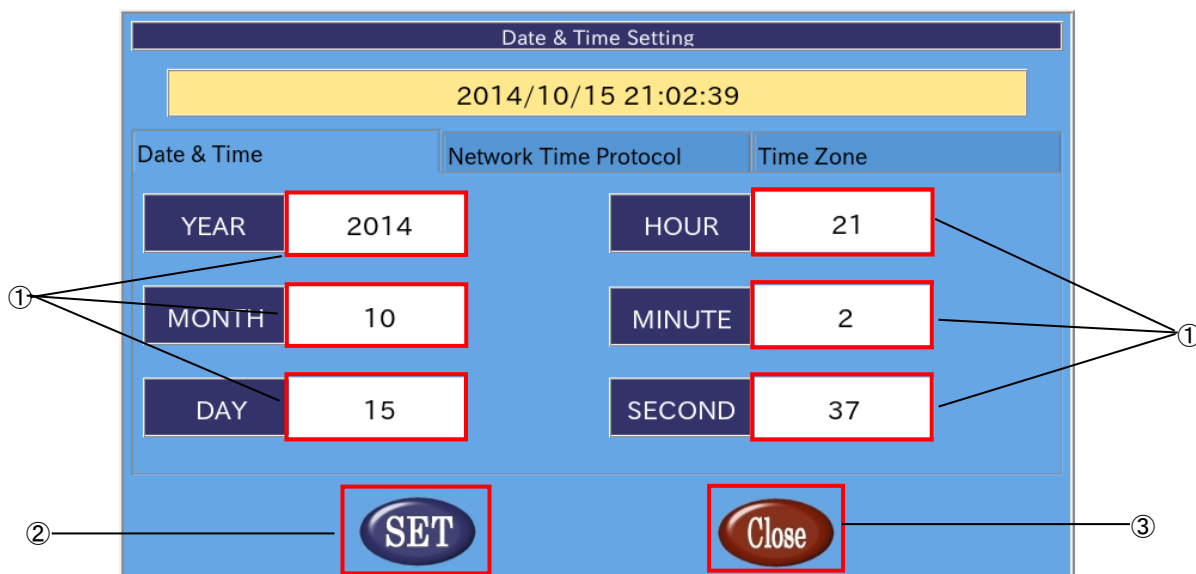 Date & Time Setting
2014/10/15 21:02:39
Date & Time Network Time Protocol Time Zone
YEAR 2014 HOUR 21
①
MONTH 10 MINUTE 2
①
DAY 15 SECOND 37
② SET Close ③